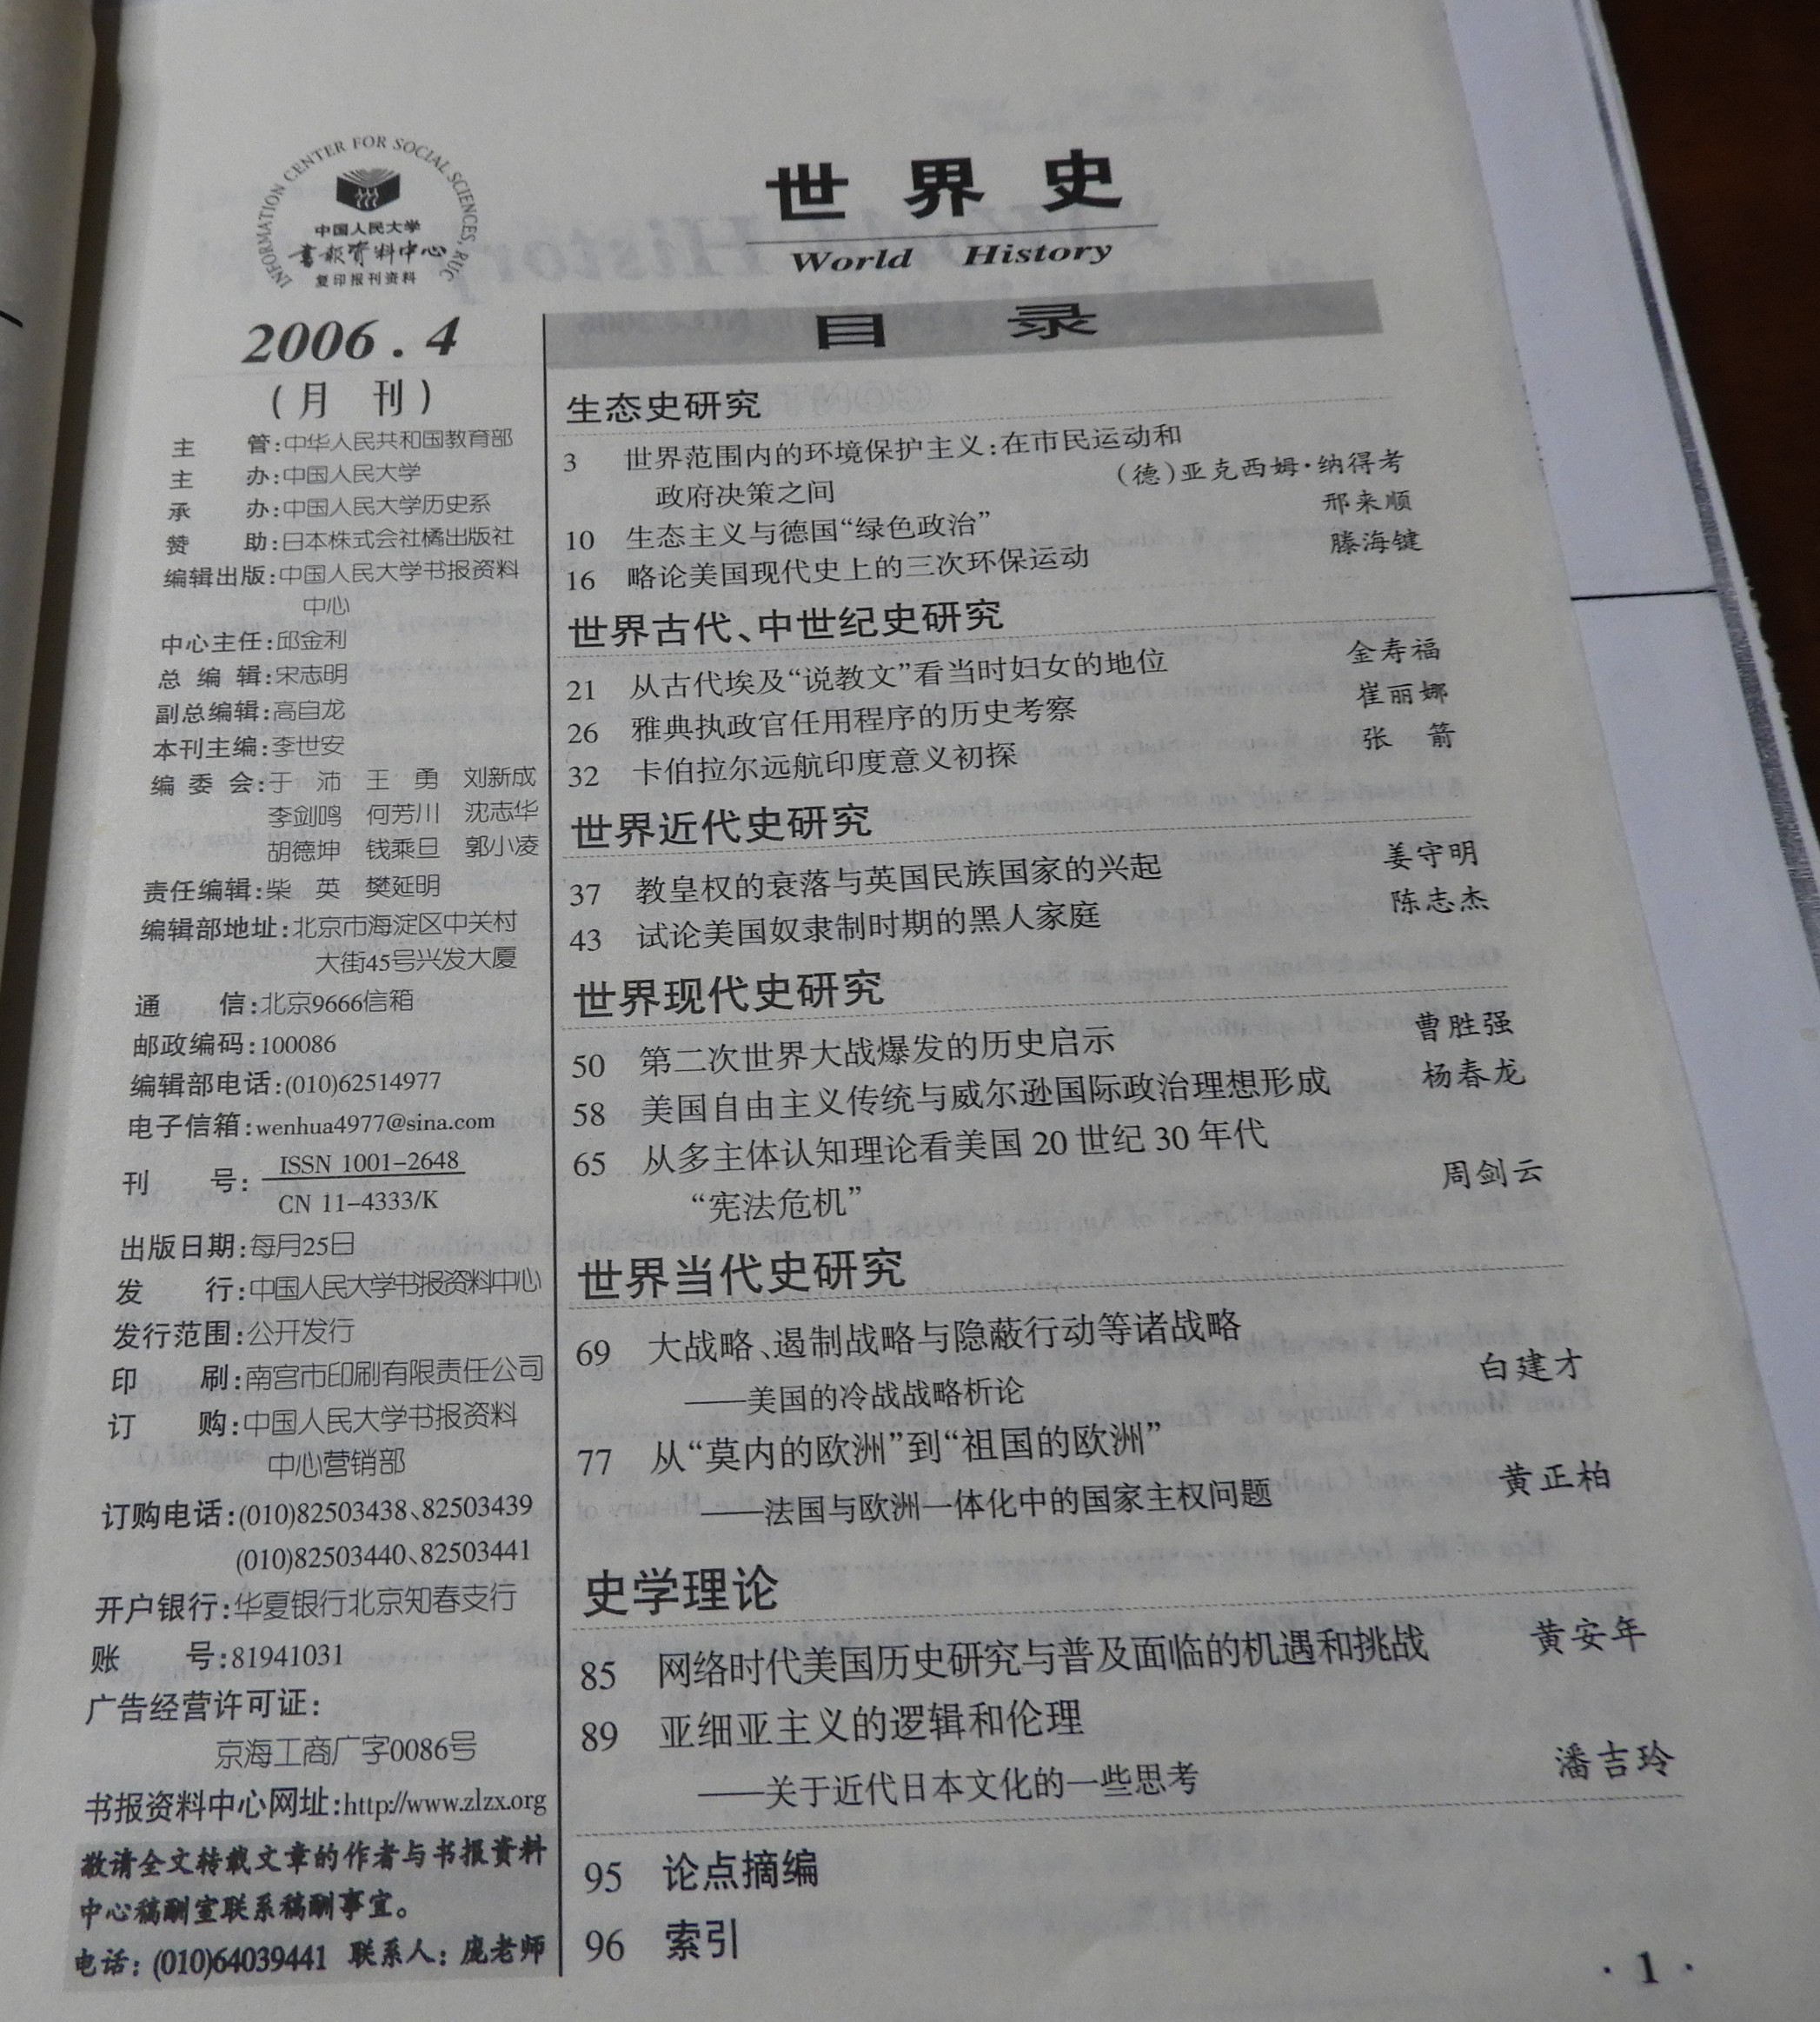 INFORMATION CENTER FOR SOCIAL SCIENCES, RUC
中国人民大学
書报资料中心
复印报刊资料
2006.4
(月 刊)
主 管:中华人民共和国教育部
主 办:中国人民大学
承 办:中国人民大学历史系
赞 助:日本株式会社橘出版社
编辑出版:中国人民大学书报资料
中心
中心主任:邱金利
总 编 辑:宋志明
副总编辑:高自龙
本刊主编:李世安
编 委 会:于 沛 王 勇 刘新成
李剑鸣 何芳川 沈志华
胡德坤 钱乘旦 郭小凌
责任编辑:柴 英 樊延明
编辑部地址:北京市海淀区中关村
大街45号兴发大厦
通 信:北京9666信箱
邮政编码:100086
编辑部电话:(010)62514977
电子信箱:wenhua4977@sina.com
刊 号: ISSN 1001-2648
CN 11-4333/K
出版日期:每月25日
发 行:中国人民大学书报资料中心
发行范围:公开发行
印 刷:南宫市印刷有限责任公司
订 购:中国人民大学书报资料
中心营销部
订购电话:(010)82503438、82503439
(010)82503440、82503441
开户银行:华夏银行北京知春支行
账 号:81941031
广告经营许可证:
京海工商广字0086号
书报资料中心网址:http://www.zlzx.org
敬请全文转载文章的作者与书报资料
中心稿酬室联系稿酬事宜。
电话:(010)64039441 联系人:庞老师
世 界 史
World History
目 录
生态史研究
3 世界范围内的环境保护主义:在市民运动和
政府决策之间 (德)亚克西姆·纳得考
10 生态主义与德国“绿色政治” 邢来顺
16 略论美国现代史上的三次环保运动 滕海键
世界古代、中世纪史研究
21 从古代埃及“说教文”看当时妇女的地位 金寿福
26 雅典执政官任用程序的历史考察 崔丽娜
32 卡伯拉尔远航印度意义初探 张 箭
世界近代史研究
37 教皇权的衰落与英国民族国家的兴起 姜守明
43 试论美国奴隶制时期的黑人家庭 陈志杰
世界现代史研究
50 第二次世界大战爆发的历史启示 曹胜强
58 美国自由主义传统与威尔逊国际政治理想形成 杨春龙
65 从多主体认知理论看美国 20 世纪 30 年代
“宪法危机” 周剑云
世界当代史研究
69 大战略、遏制战略与隐蔽行动等诸战略
——美国的冷战战略析论 白建才
77 从“莫内的欧洲”到“祖国的欧洲”
——法国与欧洲一体化中的国家主权问题 黄正柏
史学理论
85 网络时代美国历史研究与普及面临的机遇和挑战 黄安年
89 亚细亚主义的逻辑和伦理
——关于近代日本文化的一些思考 潘吉玲
95 论点摘编
96 索引
·1·